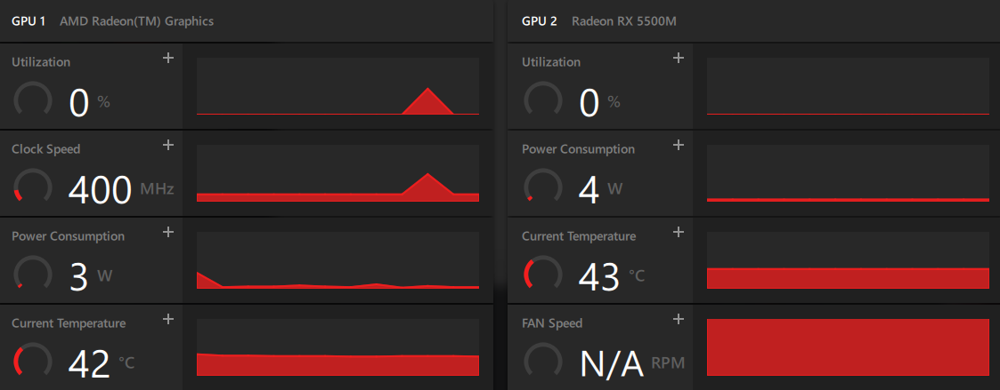 GPU 1 AMD Radeon(TM) Graphics
Utilization +
0 %
Clock Speed +
400 MHz
Power Consumption +
3 W
Current Temperature +
42 °C
GPU 2 Radeon RX 5500M
Utilization +
0 %
Power Consumption +
4 W
Current Temperature +
43 °C
FAN Speed +
N/A RPM